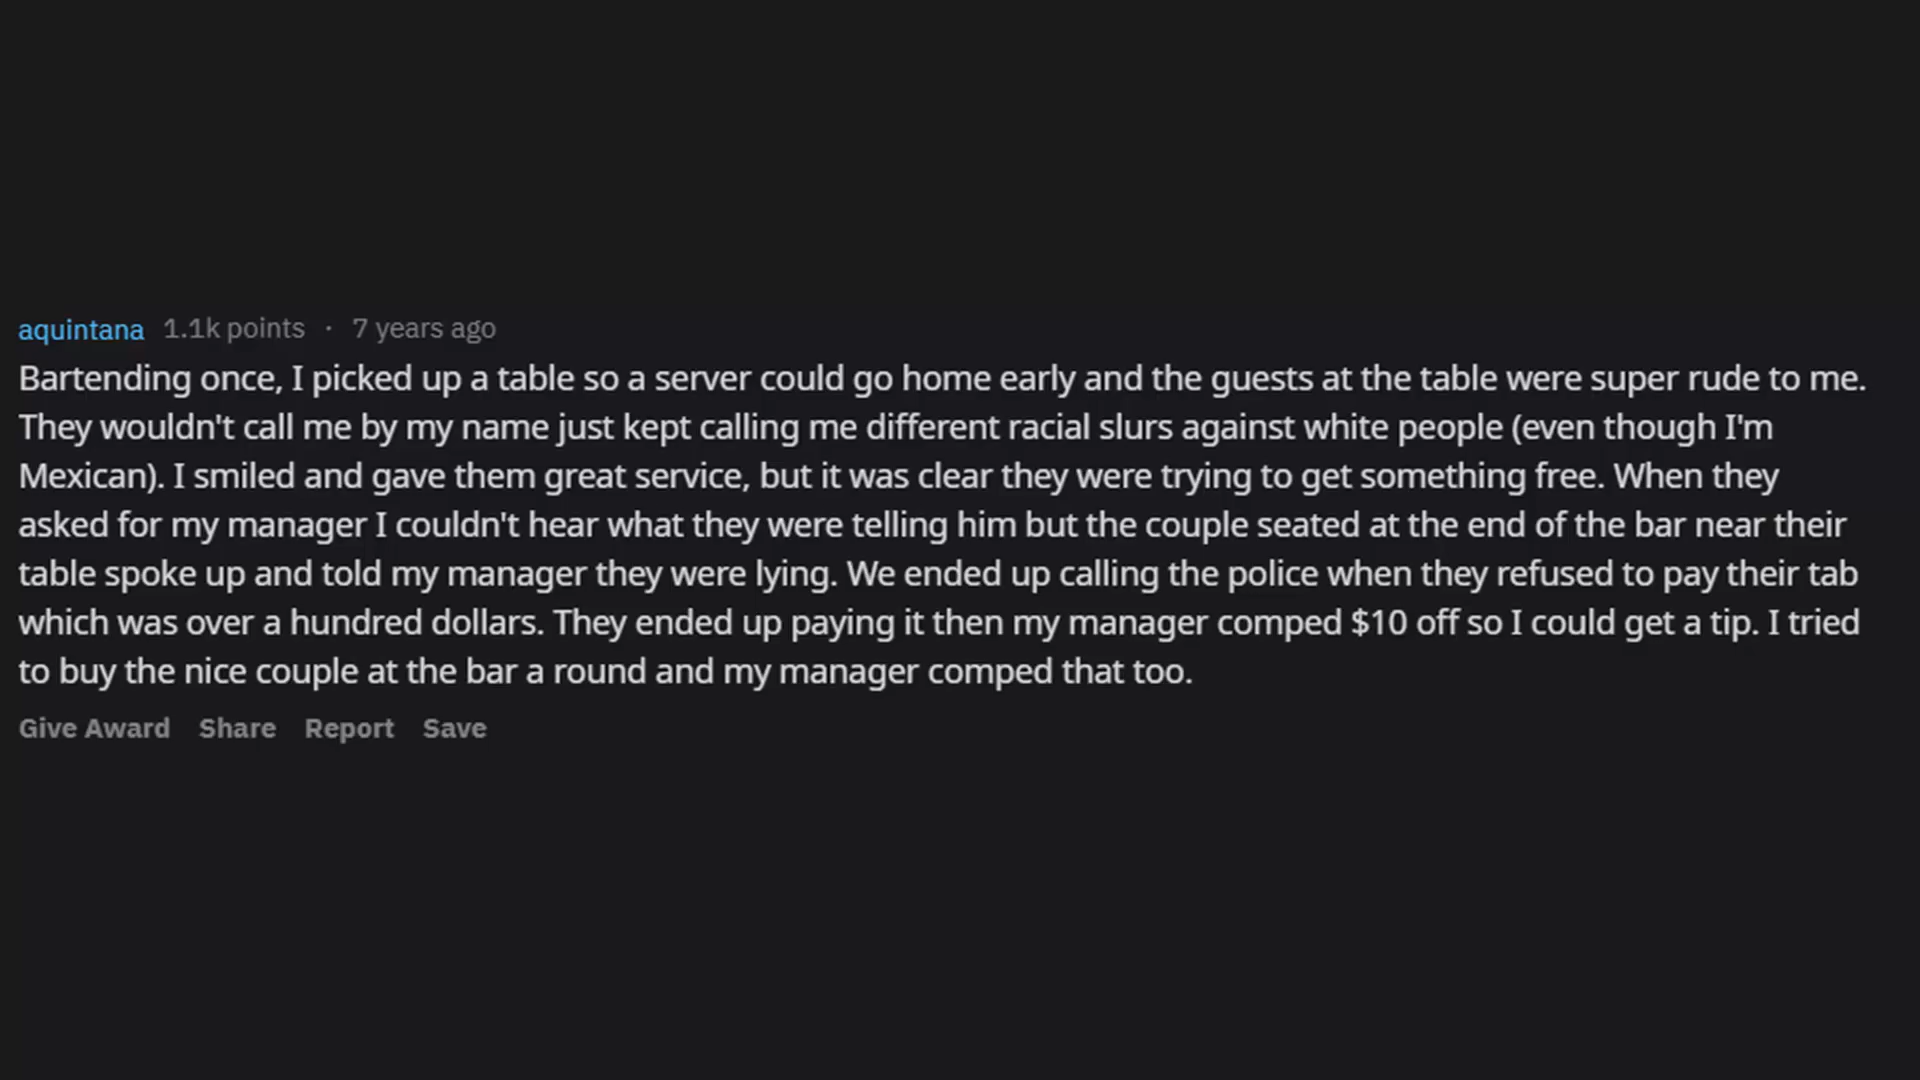 aquintana 1.1k points · 7 years ago
Bartending once, I picked up a table so a server could go home early and the guests at the table were super rude to me.
They wouldn't call me by my name just kept calling me different racial slurs against white people (even though I'm
Mexican). I smiled and gave them great service, but it was clear they were trying to get something free. When they
asked for my manager I couldn't hear what they were telling him but the couple seated at the end of the bar near their
table spoke up and told my manager they were lying. We ended up calling the police when they refused to pay their tab
which was over a hundred dollars. They ended up paying it then my manager comped $10 off so I could get a tip. I tried
to buy the nice couple at the bar a round and my manager comped that too.
Give Award Share Report Save